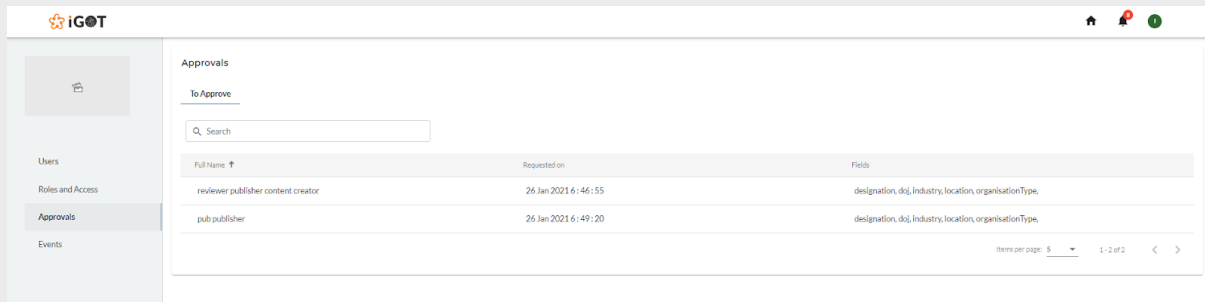 iGOT
8
I
Approvals
To Approve
Search
Users
Roles and Access
Approvals
Events
Full Name ↑ Requested on Fields
reviewer publisher content creator 26 Jan 2021 6 : 46 : 55 designation, doj, industry, location, organisationType,
pub publisher 26 Jan 2021 6 : 49 : 20 designation, doj, industry, location, organisationType,
Items per page: 5 1 - 2 of 2